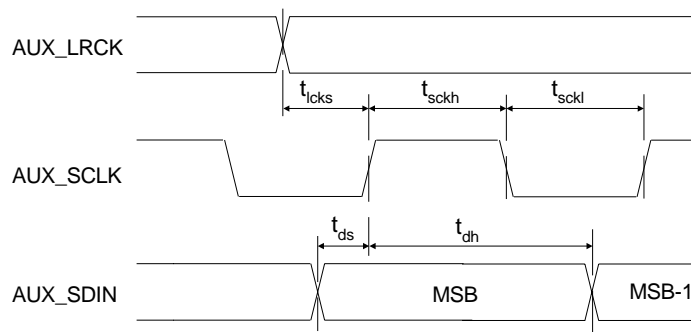 AUX_LRCK
t_lcks t_sckh t_sckl
AUX_SCLK
t_ds t_dh
AUX_SDIN MSB MSB-1